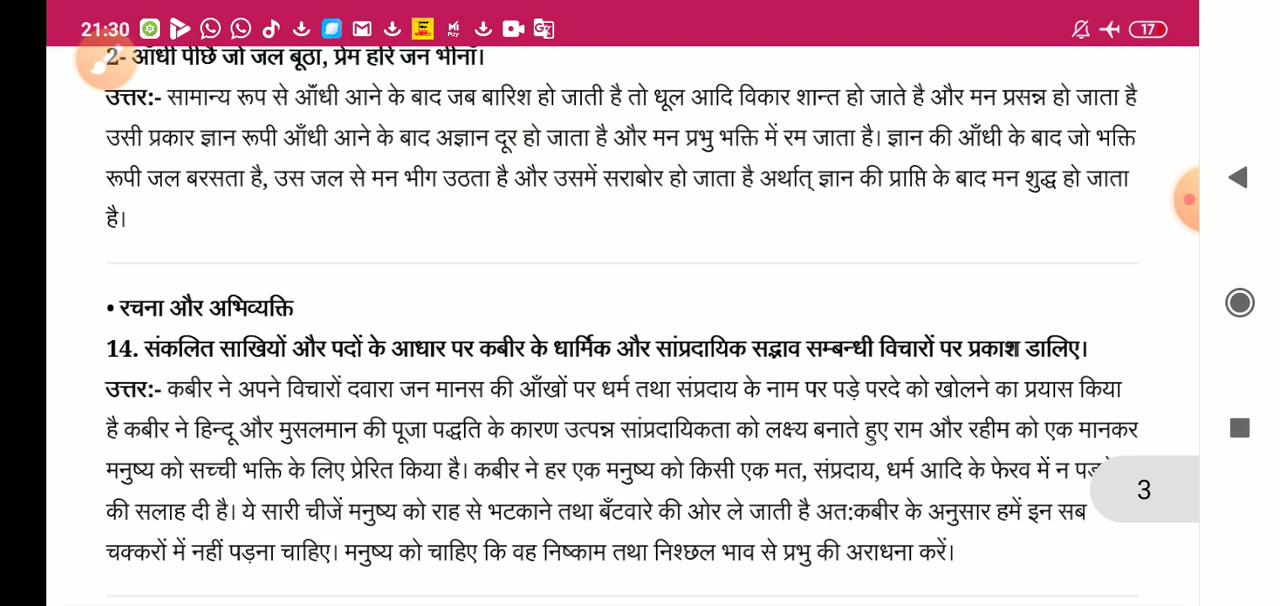 21:30
17
2- आँधी पीछै जो जल बूठा, प्रेम हरि जन भीनाँ।
उत्तर:- सामान्य रूप से आँधी आने के बाद जब बारिश हो जाती है तो धूल आदि विकार शान्त हो जाते है और मन प्रसन्न हो जाता है
उसी प्रकार ज्ञान रूपी आँधी आने के बाद अज्ञान दूर हो जाता है और मन प्रभु भक्ति में रम जाता है। ज्ञान की आँधी के बाद जो भक्ति
रूपी जल बरसता है, उस जल से मन भीग उठता है और उसमें सराबोर हो जाता है अर्थात् ज्ञान की प्राप्ति के बाद मन शुद्ध हो जाता
है।
• रचना और अभिव्यक्ति
14. संकलित साखियों और पदों के आधार पर कबीर के धार्मिक और सांप्रदायिक सद्भाव सम्बन्धी विचारों पर प्रकाश डालिए।
उत्तर:- कबीर ने अपने विचारों दवारा जन मानस की आँखों पर धर्म तथा संप्रदाय के नाम पर पड़े परदे को खोलने का प्रयास किया
है कबीर ने हिन्दू और मुसलमान की पूजा पद्धति के कारण उत्पन्न सांप्रदायिकता को लक्ष्य बनाते हुए राम और रहीम को एक मानकर
मनुष्य को सच्ची भक्ति के लिए प्रेरित किया है। कबीर ने हर एक मनुष्य को किसी एक मत, संप्रदाय, धर्म आदि के फेरव में न
3
की सलाह दी है। ये सारी चीजें मनुष्य को राह से भटकाने तथा बँटवारे की ओर ले जाती है अत:कबीर के अनुसार हमें इन सब
चक्करों में नहीं पड़ना चाहिए। मनुष्य को चाहिए कि वह निष्काम तथा निश्छल भाव से प्रभु की अराधना करें।